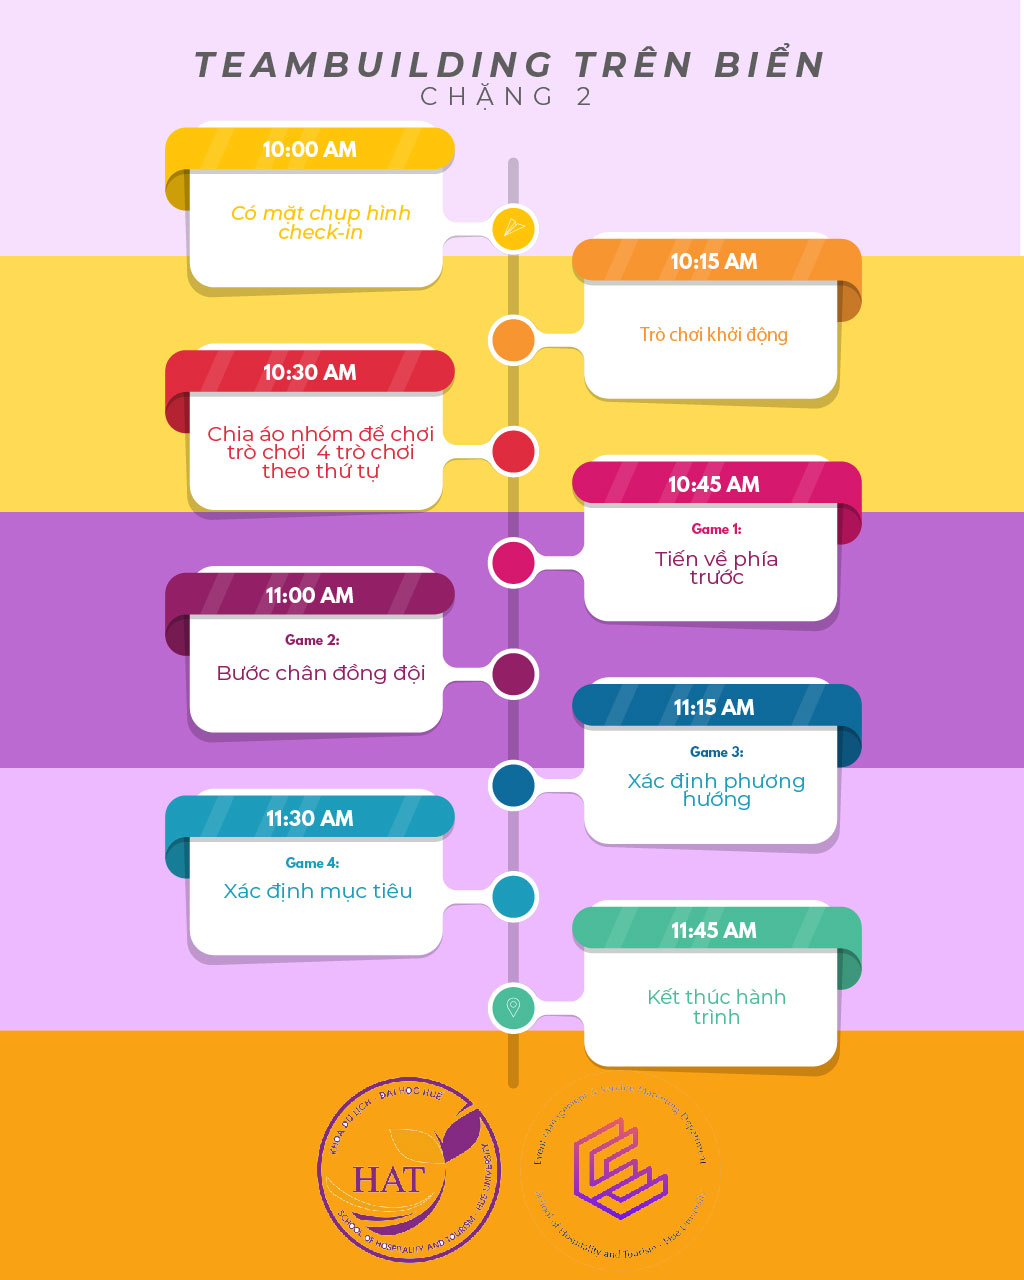 TEAMBUILDING TRÊN BIỂN
CHẶNG 2
10:00 AM
Có mặt chụp hình
check-in
10:15 AM
Trò chơi khởi động
10:30 AM
Chia áo nhóm để chơi
trò chơi 4 trò chơi
theo thứ tự
10:45 AM
Game 1:
Tiến về phía
trước
11:00 AM
Game 2:
Bước chân đồng đội
11:15 AM
Game 3:
Xác định phương
hướng
11:30 AM
Game 4:
Xác định mục tiêu
11:45 AM
Kết thúc hành
trình
KHOA DU LỊCH - ĐẠI HỌC HUẾ
HAT
SCHOOL OF HOSPITALITY AND TOURISM - HUE UNIVERSITY
Event Management
Department
School of Hospitality and Tourism - Hue University